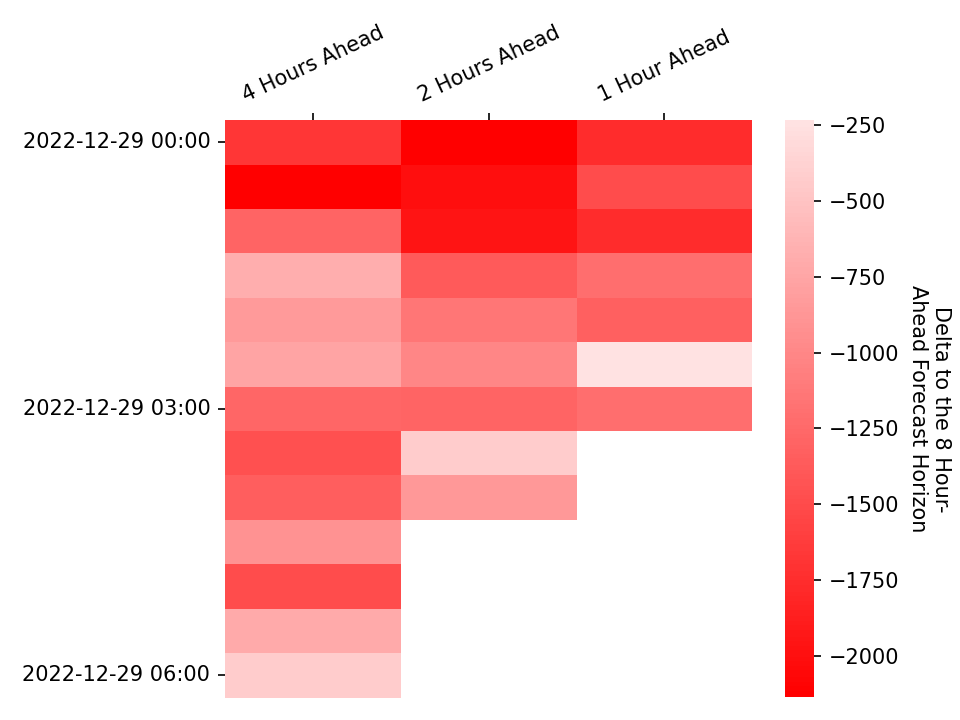 4 Hours Ahead
2 Hours Ahead
1 Hour Ahead
2022-12-29 00:00
2022-12-29 03:00
2022-12-29 06:00
−250
−500
−750
−1000
−1250
−1500
−1750
−2000
Delta to the 8 Hour-
Ahead Forecast Horizon